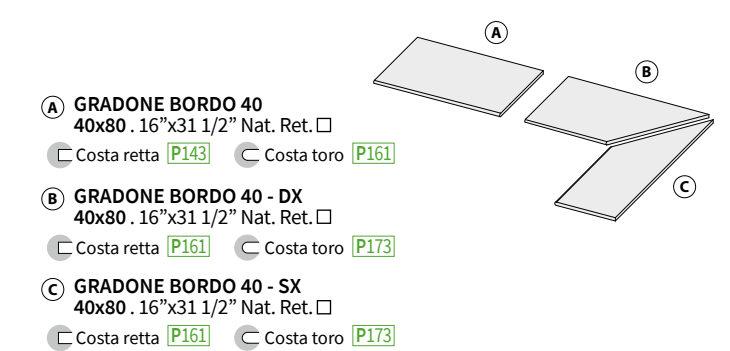 A
B
A GRADONE BORDO 40
40x80 . 16”x31 1/2” Nat. Ret. □
Costa retta P143 Costa toro P161
B GRADONE BORDO 40 - DX
40x80 . 16”x31 1/2” Nat. Ret. □
Costa retta P161 Costa toro P173
C
C GRADONE BORDO 40 - SX
40x80 . 16”x31 1/2” Nat. Ret. □
Costa retta P161 Costa toro P173